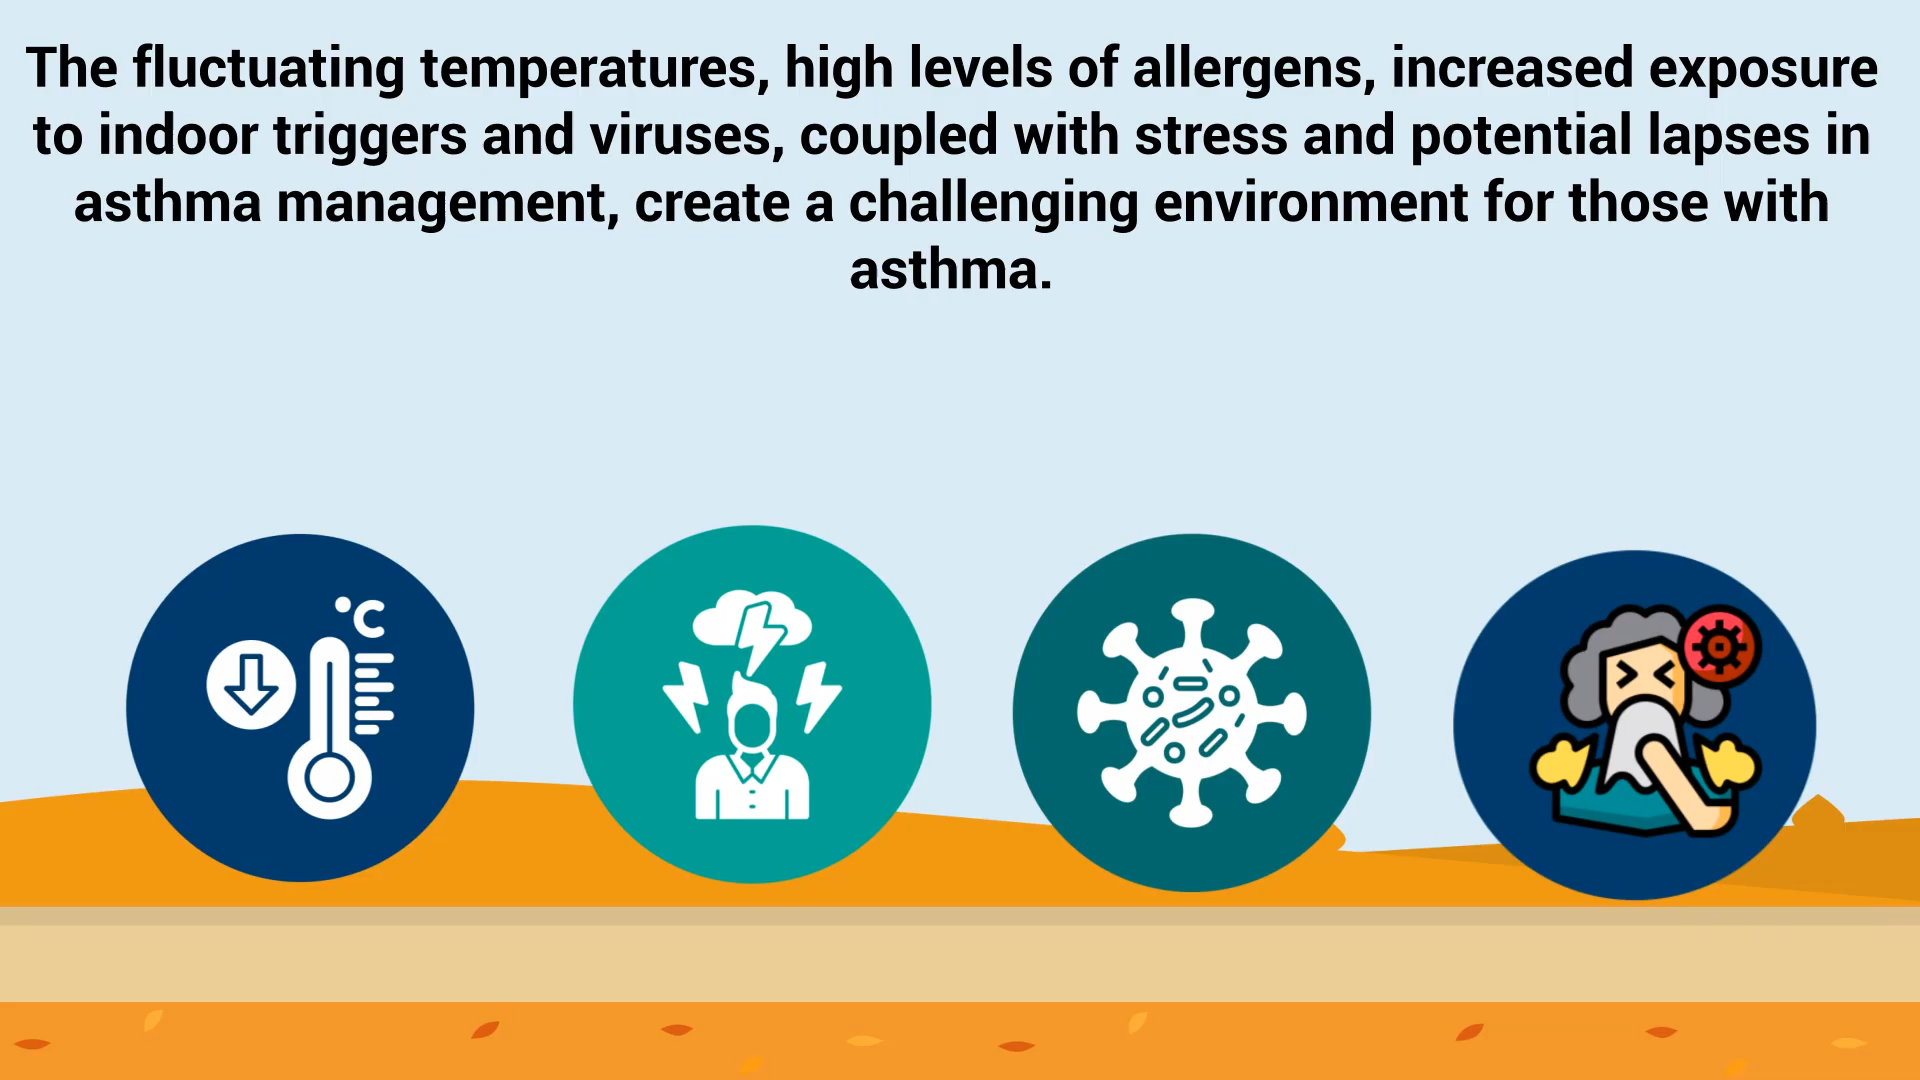 The fluctuating temperatures, high levels of allergens, increased exposure
to indoor triggers and viruses, coupled with stress and potential lapses in
asthma management, create a challenging environment for those with
asthma.
°C